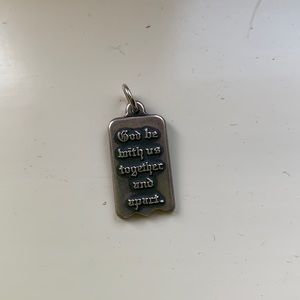 God be
with us
together
and
apart.